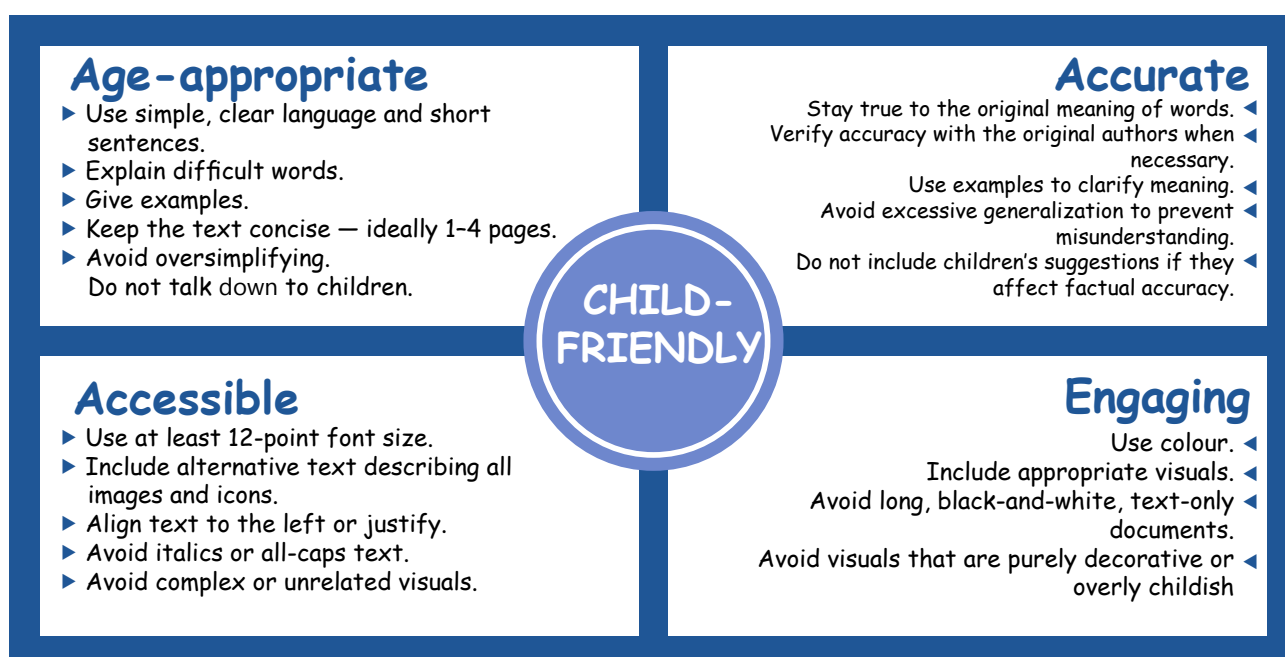 Age-appropriate
▶ Use simple, clear language and short
sentences.
▶ Explain difficult words.
▶ Give examples.
▶ Keep the text concise — ideally 1–4 pages.
▶ Avoid oversimplifying.
Do not talk down to children.
Accurate
Stay true to the original meaning of words. ◀
Verify accuracy with the original authors when ◀
necessary.
Use examples to clarify meaning. ◀
Avoid excessive generalization to prevent ◀
misunderstanding.
Do not include children's suggestions if they ◀
affect factual accuracy.
CHILD-
FRIENDLY
Accessible
▶ Use at least 12-point font size.
▶ Include alternative text describing all
images and icons.
▶ Align text to the left or justify.
▶ Avoid italics or all-caps text.
▶ Avoid complex or unrelated visuals.
Engaging
Use colour. ◀
Include appropriate visuals. ◀
Avoid long, black-and-white, text-only ◀
documents.
Avoid visuals that are purely decorative or ◀
overly childish